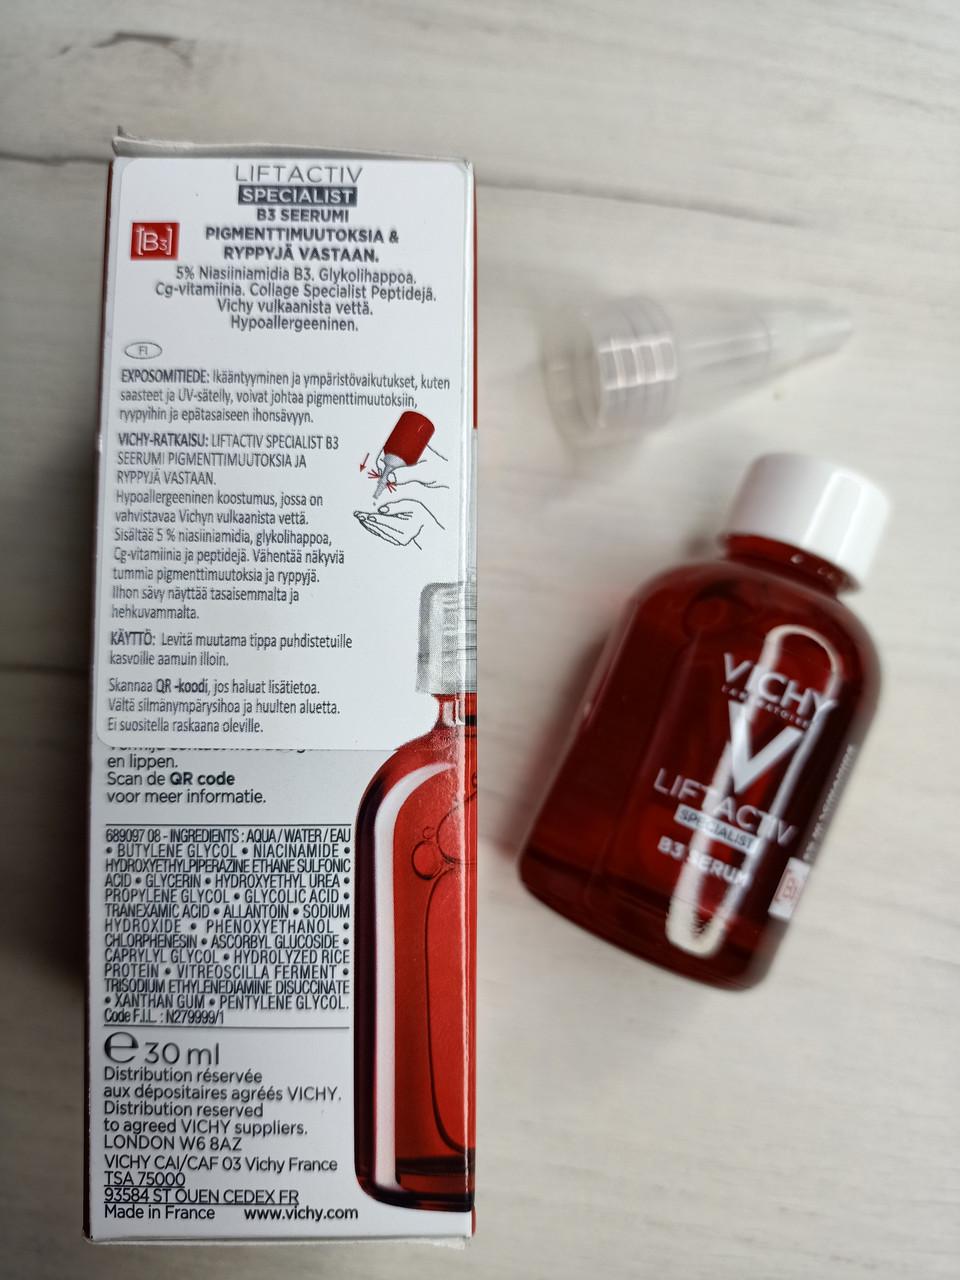 LIFTACTIV
SPECIALIST
B3 SEERUMI
PIGMENTTIMUUTOKSIA &
RYPPYJÄ VASTAAN.
[B3]
5% Niasiiniamidia B3. Glykolihappoa.
Cg-vitamiinia. Collage Specialist Peptidejä.
Vichy vulkaanista vettä.
Hypoallergeeninen.
FI
EXPOSOMITIEDE: Ikääntyyminen ja ympäristövaikutukset, kuten
saasteet ja UV-sätelly, voivat johtaa pigmenttimuutoksiin,
ryypyihin ja epätasaiseen ihonsävyyn.
VICHY-RATKAISU: LIFTACTIV SPECIALIST B3
SEERUMI PIGMENTTIMUUTOKSIA JA
RYPPYJÄ VASTAAN.
Hypoallergeeninen koostumus, jossa on
vahvistavaa Vichyn vulkaanista vettä.
Sisältää 5 % niasiiniamidia, glykolihappoa,
Cg-vitamiinia ja peptidejä. Vähentää näkyviä
tummia pigmenttimuutoksia ja ryppyjä.
Ihon sävy näyttää tasaisemmalta ja
hehkuvammalta.
KÄYTTÖ: Levitä muutama tippa puhdistetuille
kasvoille aamuin illoin.
Skannaa QR -koodi, jos haluat lisätietoa.
Vältä silmänympärysihoa ja huulten aluetta.
Ei suositella raskaana oleville.
en lippen.
Scan de QR code
voor meer informatie.
689097 08 - INGREDIENTS : AQUA / WATER / EAU
• BUTYLENE GLYCOL • NIACINAMIDE •
HYDROXYETHYLPIPERAZINE ETHANE SULFONIC
ACID • GLYCERIN • HYDROXYETHYL UREA •
PROPYLENE GLYCOL • GLYCOLIC ACID •
TRANEXAMIC ACID • ALLANTOIN • SODIUM
HYDROXIDE • PHENOXYETHANOL •
CHLORPHENESIN • ASCORBYL GLUCOSIDE •
CAPRYLYL GLYCOL • HYDROLYZED RICE
PROTEIN • VITREOSCILLA FERMENT •
TRISODIUM ETHYLENEDIAMINE DISUCCINATE
• XANTHAN GUM • PENTYLENE GLYCOL.
Code F.I.L. : N279999/1
e 30 ml
Distribution réservée
aux dépositaires agréés VICHY.
Distribution reserved
to agreed VICHY suppliers.
LONDON W6 8AZ
VICHY CAI/CAF 03 Vichy France
TSA 75000
93584 ST OUEN CEDEX FR
Made in France www.vichy.com
VICHY
LABORATOIRES
LIFTACTIV
SPECIALIST
B3 SERUM
[B3]